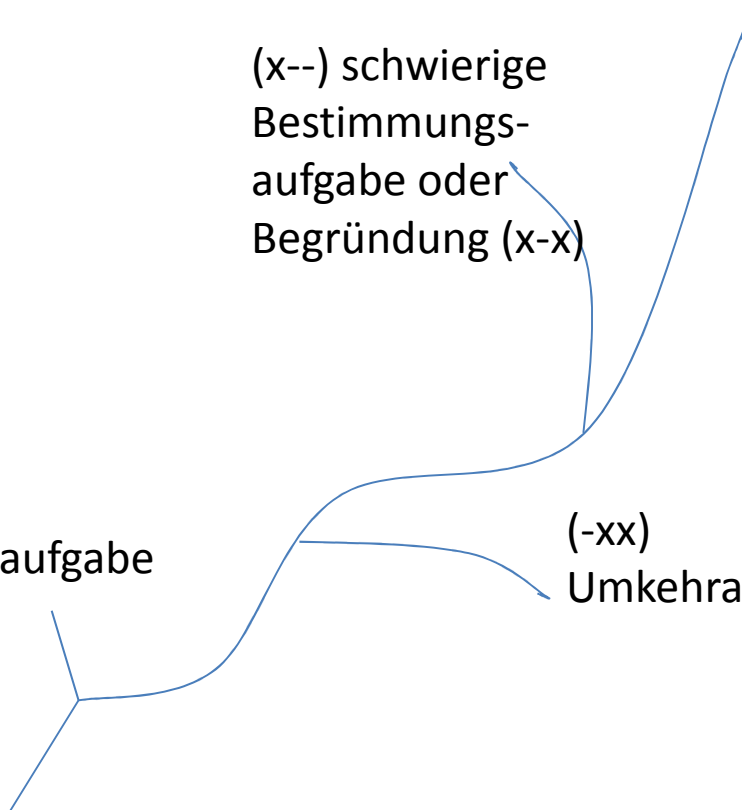 (x--) schwierige
Bestimmungs-
aufgabe oder
Begründung (x-x)
(-xx)
aufgabe
Umkehra